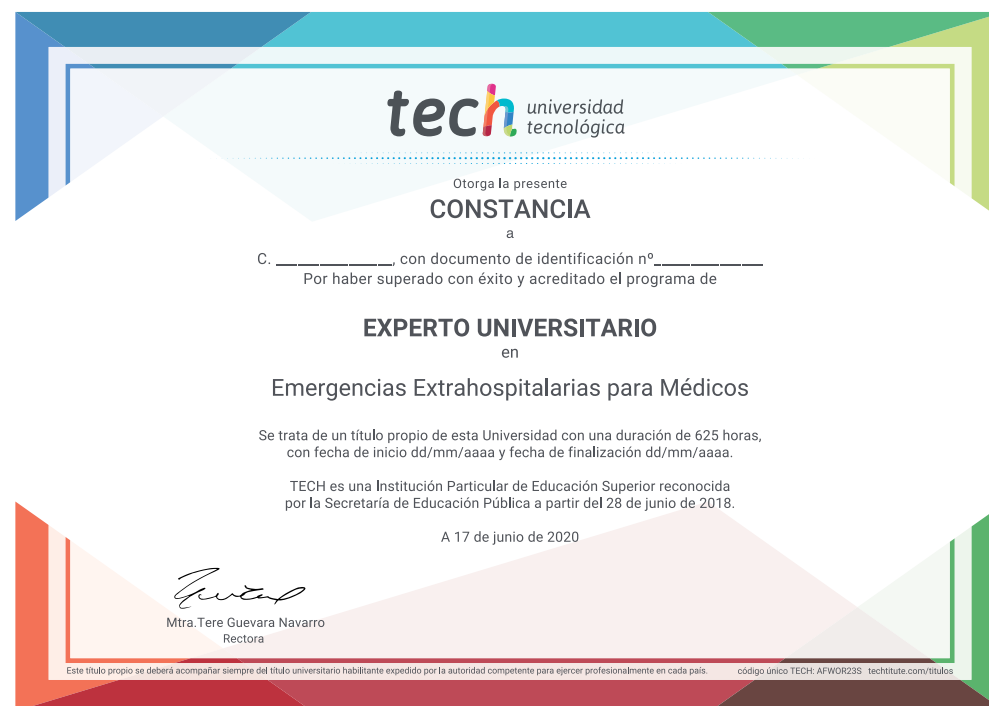 tech universidad
tecnológica
Otorga la presente
CONSTANCIA
a
C. ______________, con documento de identificación nº_____________
Por haber superado con éxito y acreditado el programa de
EXPERTO UNIVERSITARIO
en
Emergencias Extrahospitalarias para Médicos
Se trata de un título propio de esta Universidad con una duración de 625 horas,
con fecha de inicio dd/mm/aaaa y fecha de finalización dd/mm/aaaa.
TECH es una Institución Particular de Educación Superior reconocida
por la Secretaría de Educación Pública a partir del 28 de junio de 2018.
A 17 de junio de 2020
Mtra.Tere Guevara Navarro
Rectora
Este título propio se deberá acompañar siempre del título universitario habilitante expedido por la autoridad competente para ejercer profesionalmente en cada país. código único TECH: AFWOR23S techtitute.com/titulos